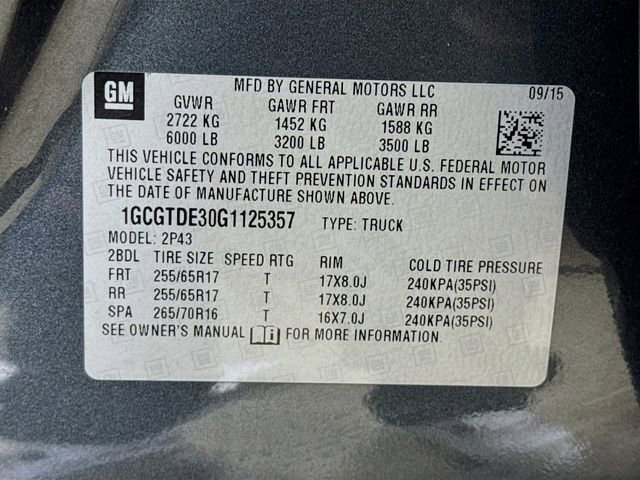 GM
MFD BY GENERAL MOTORS LLC 09/15
GVWR GAWR FRT GAWR RR
2722 KG 1452 KG 1588 KG
6000 LB 3200 LB 3500 LB
THIS VEHICLE CONFORMS TO ALL APPLICABLE U.S. FEDERAL MOTOR
VEHICLE SAFETY AND THEFT PREVENTION STANDARDS IN EFFECT ON
THE DATE OF MANUFACTURE SHOWN ABOVE.
1GCGTDE30G1125357 TYPE: TRUCK
MODEL: 2P43
2BDL TIRE SIZE SPEED RTG RIM COLD TIRE PRESSURE
FRT 255/65R17 T 17X8.0J 240KPA(35PSI)
RR 255/65R17 T 17X8.0J 240KPA(35PSI)
SPA 265/70R16 T 16X7.0J 240KPA(35PSI)
SEE OWNER'S MANUAL FOR MORE INFORMATION.